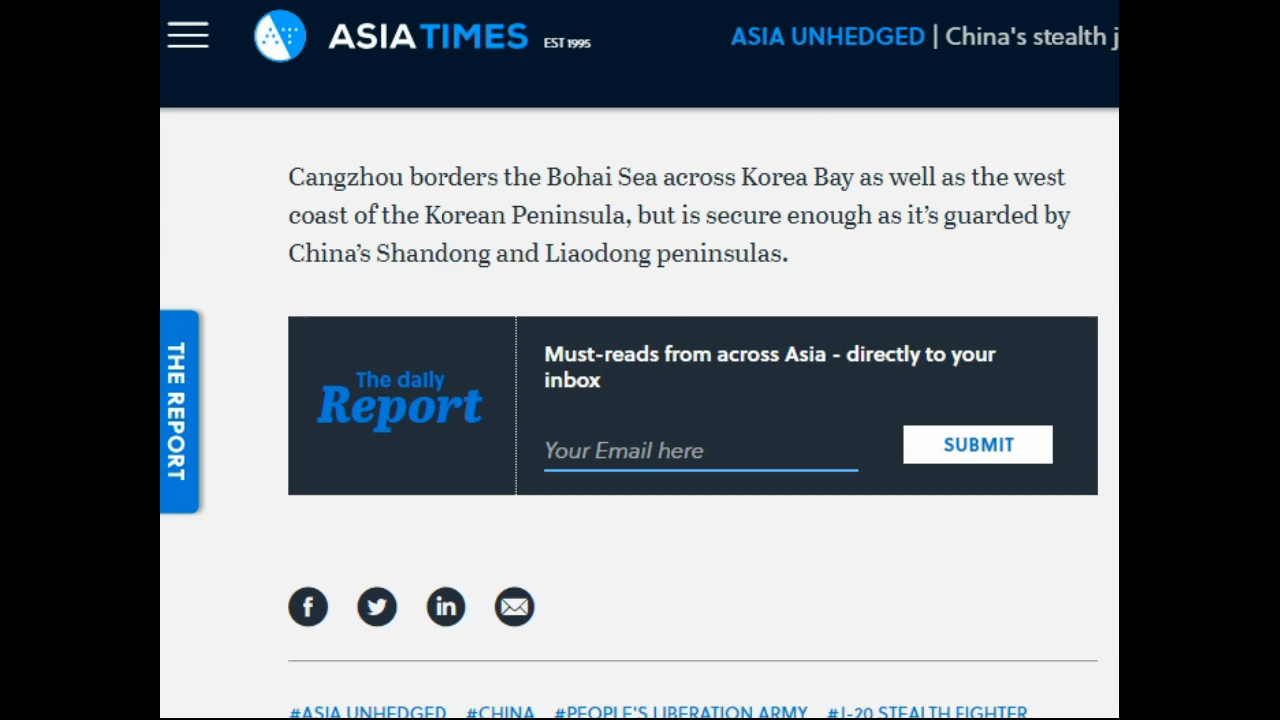 ASIA TIMES EST 1995
ASIA UNHEDGED | China's stealth j
Cangzhou borders the Bohai Sea across Korea Bay as well as the west
coast of the Korean Peninsula, but is secure enough as it’s guarded by
China’s Shandong and Liaodong peninsulas.
THE REPORT
The daily
Report
Must-reads from across Asia - directly to your
inbox
Your Email here
SUBMIT
#ASIA UNHEDGED #CHINA #PEOPLE'S LIBERATION ARMY #J-20 STEALTH FIGHTER